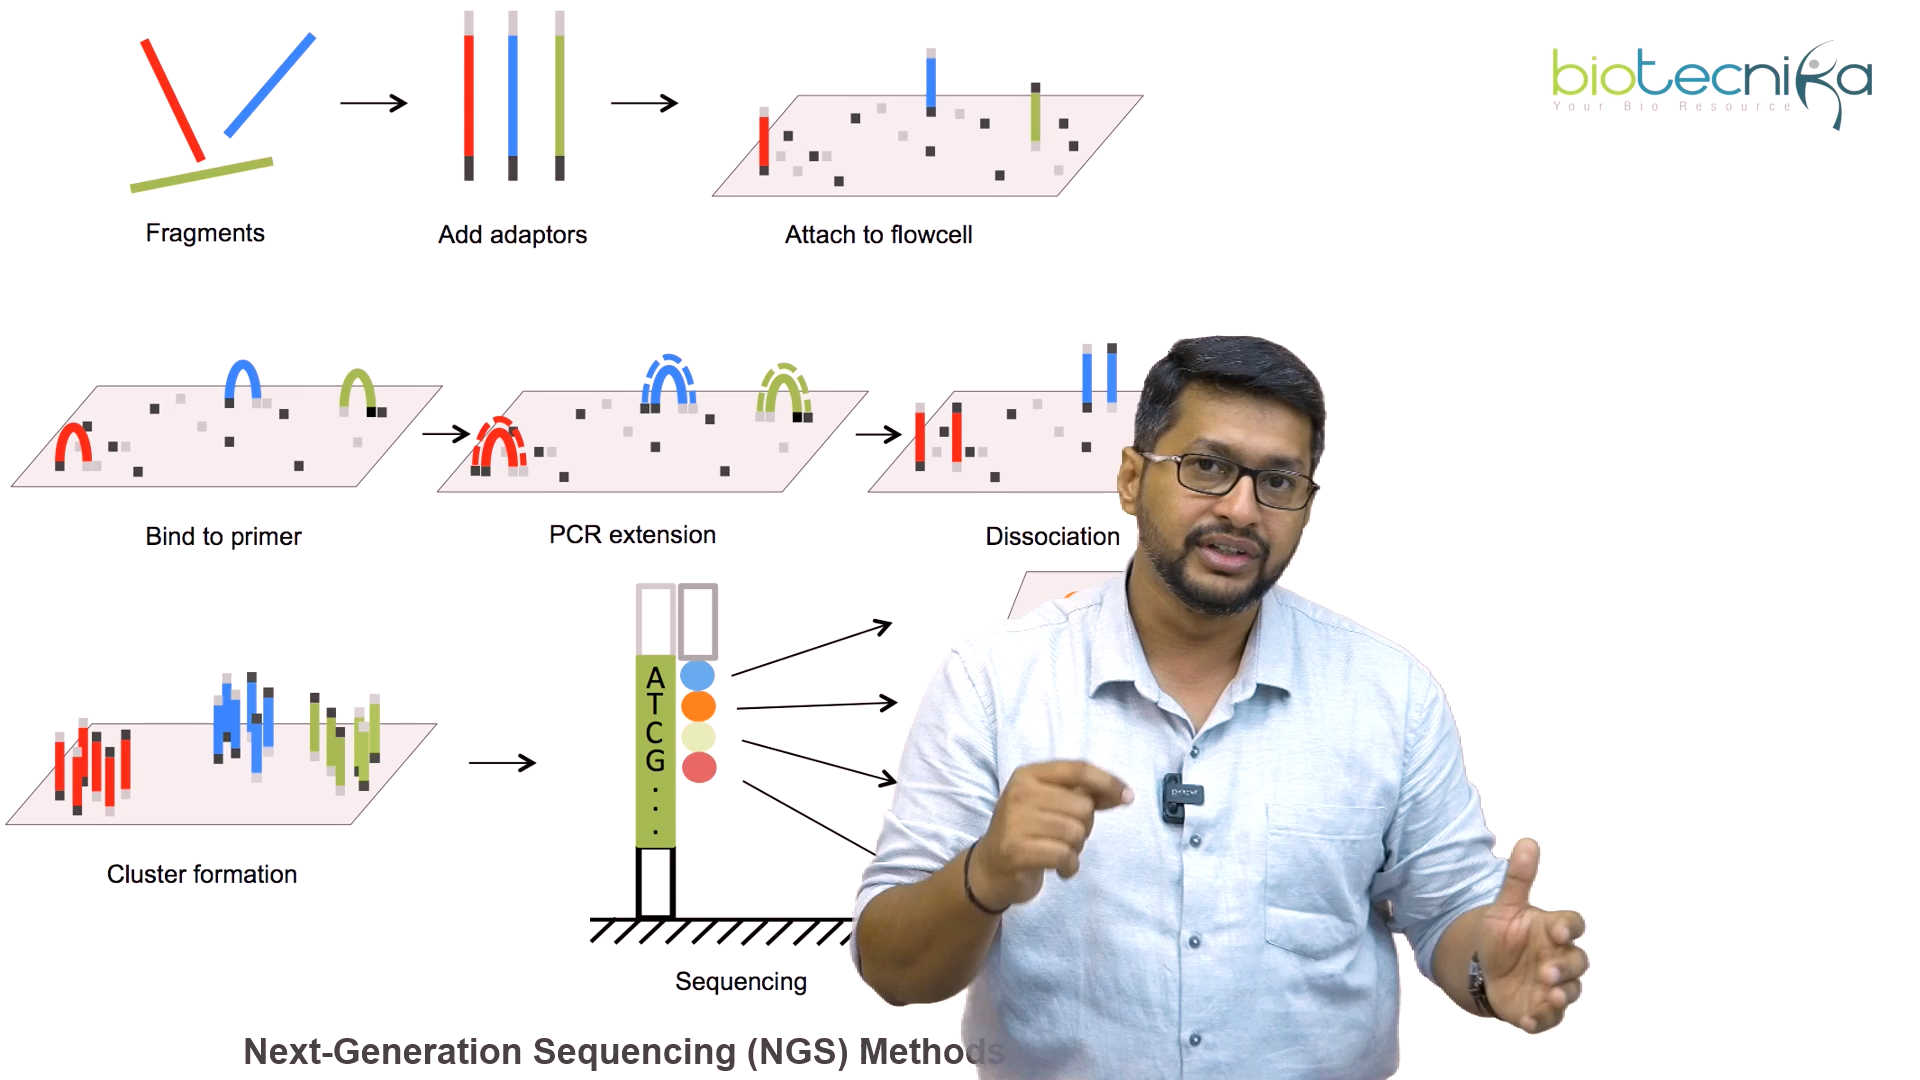 biotecnika
Your Bio Resource
Fragments
Add adaptors
Attach to flowcell
Bind to primer
PCR extension
Dissociation
A
T
C
G
.
.
.
Cluster formation
Sequencing
Next-Generation Sequencing (NGS) Methods